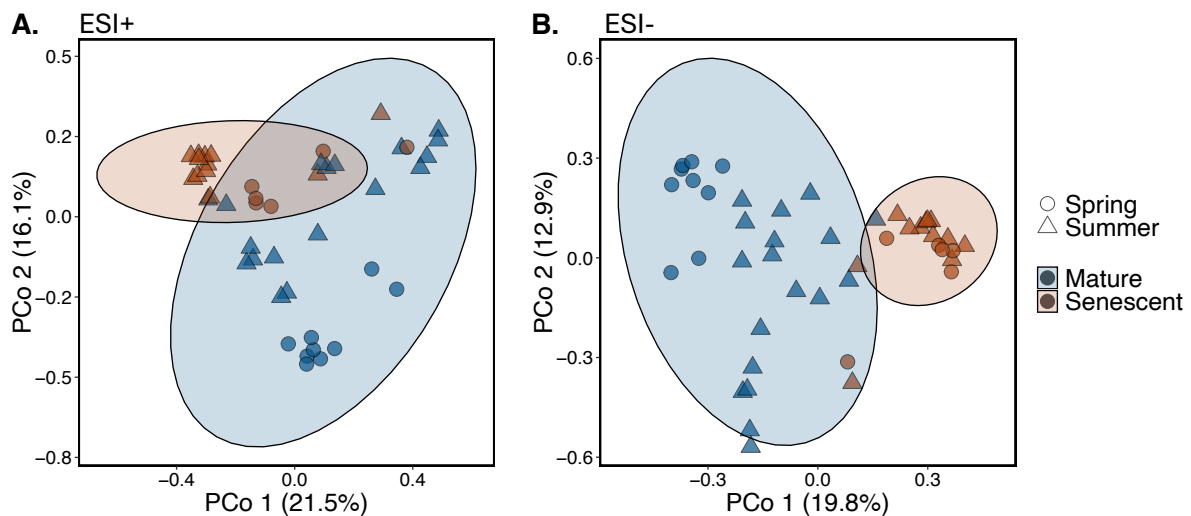 A. ESI+
0.5
0.2
0.0
−0.2
−0.5
−0.8
PCo 2 (16.1%)
−0.4 0.0 0.4
PCo 1 (21.5%)
B. ESI-
0.6
0.3
0.0
−0.3
−0.6
PCo 2 (12.9%)
−0.3 0.0 0.3
PCo 1 (19.8%)
Spring
Summer
Mature
Senescent